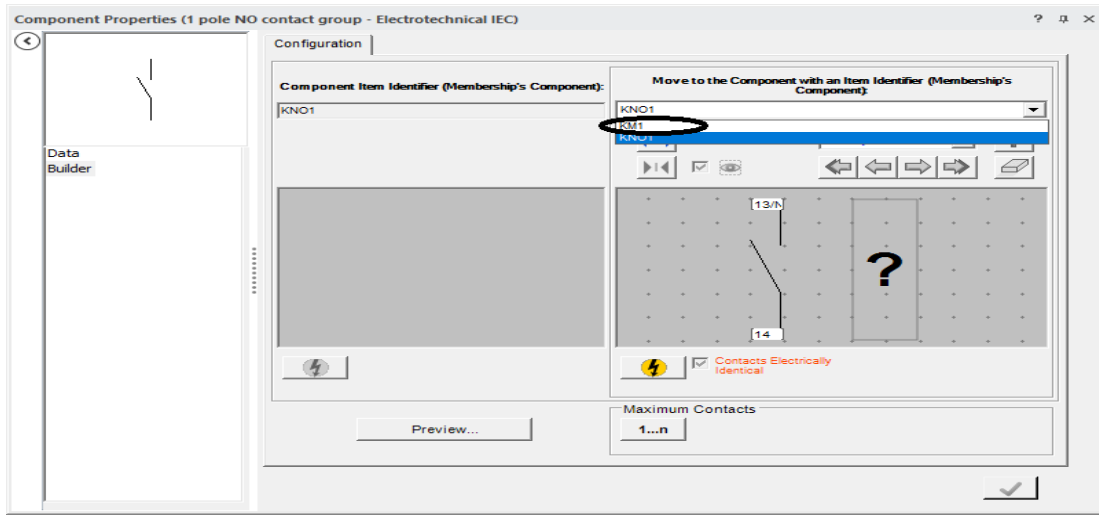 Component Properties (1 pole NO contact group - Electrotechnical IEC)
Configuration
Component Item Identifier (Membership's Component):
KNO1
Move to the Component with an Item Identifier (Membership's
Component):
KNO1
KM1
KNO1
Data
Builder
13/N
14
?
Contacts Electrically
Identical
Preview...
Maximum Contacts
1...n